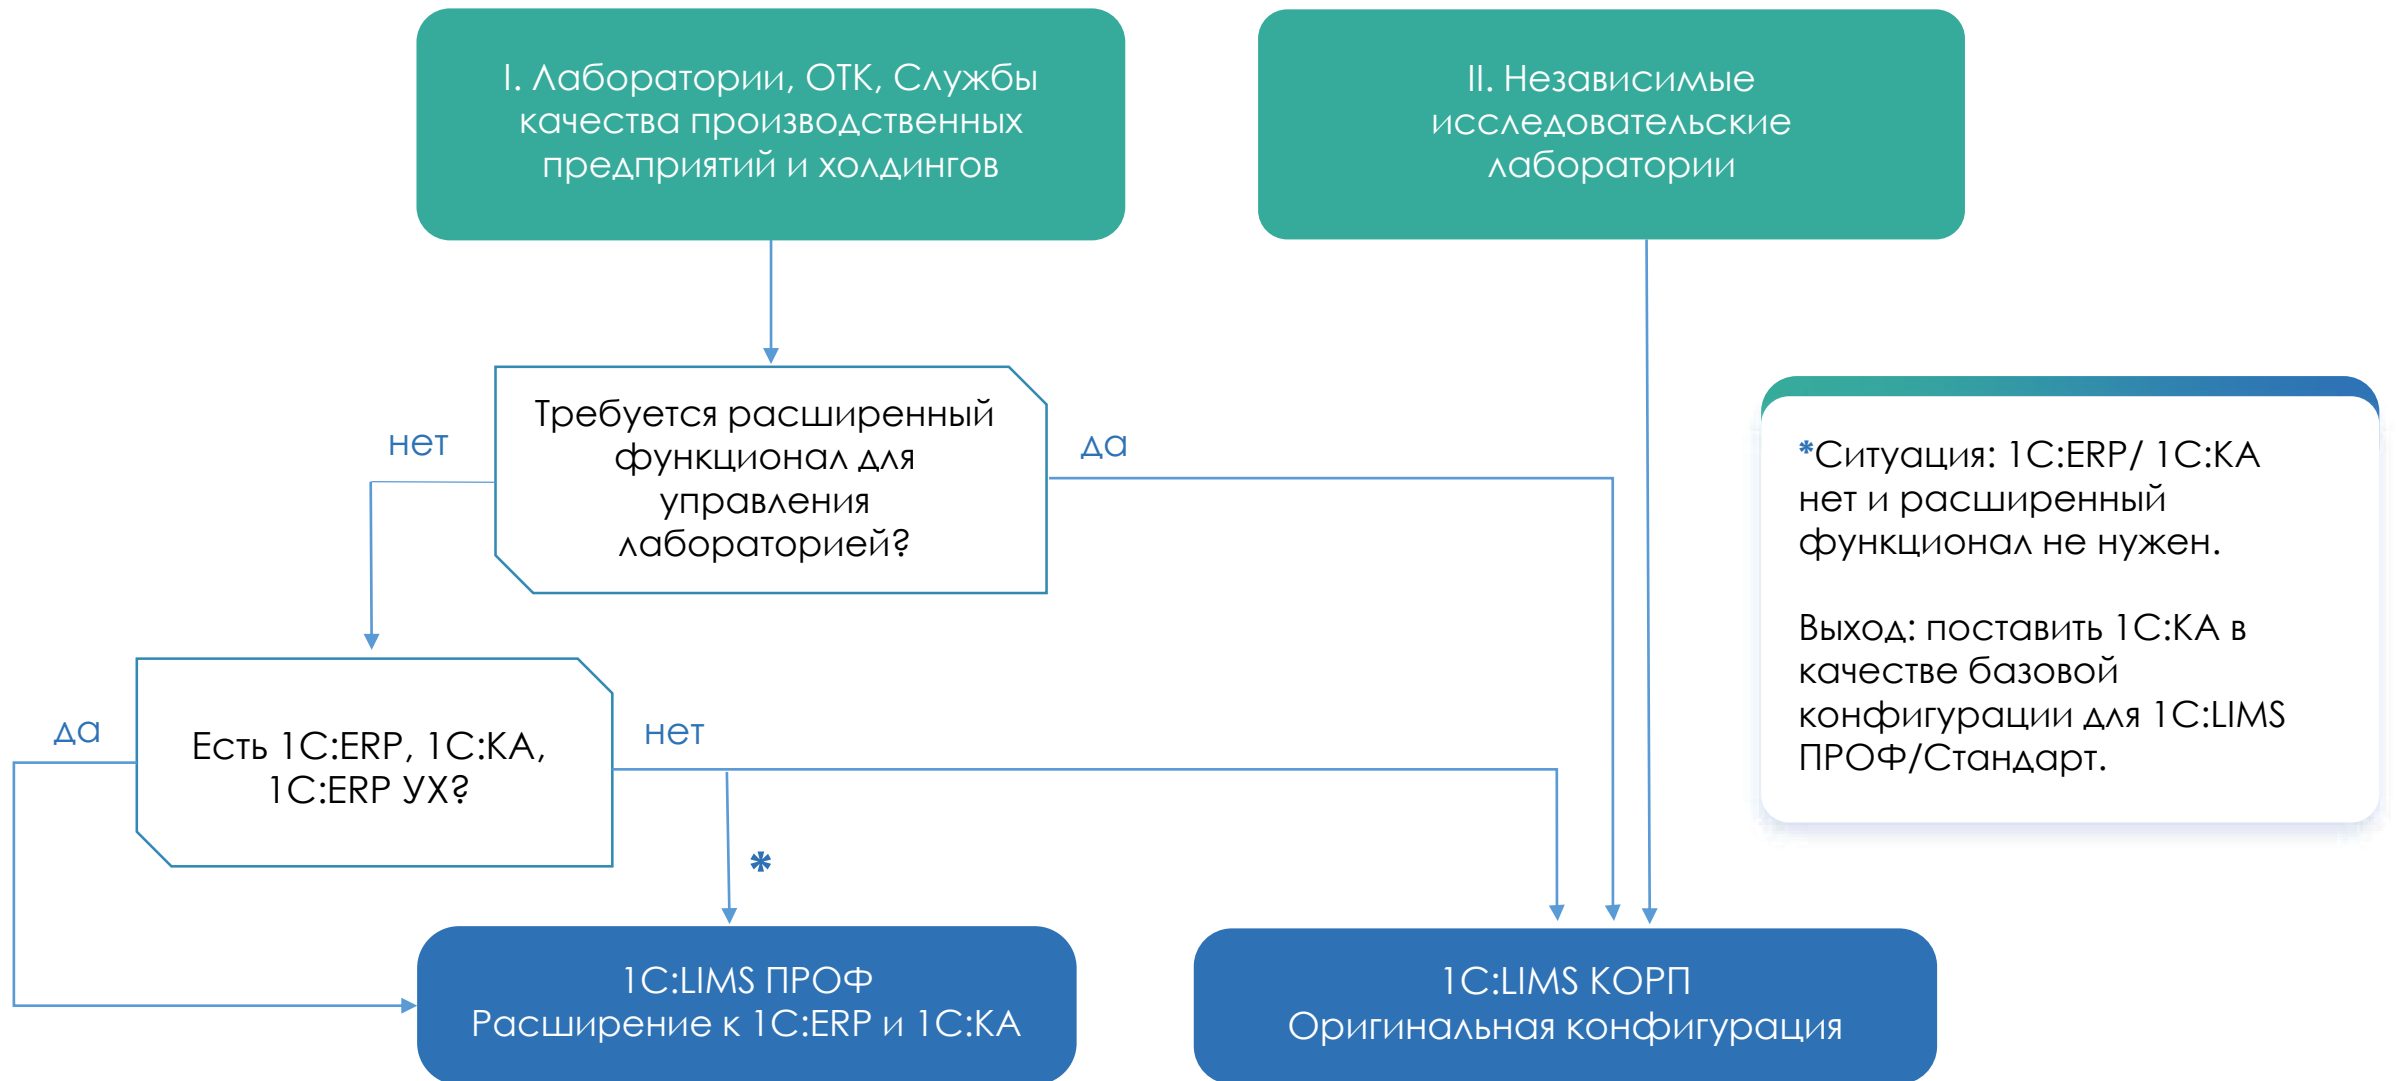 I. Лаборатории, ОТК, Службы
качества производственных
предприятий и холдингов
II. Независимые
исследовательские
лаборатории
Требуется расширенный
функционал для
управления
лабораторией?
нет
да
*Ситуация: 1С:ERP/ 1С:КА
нет и расширенный
функционал не нужен.
Выход: поставить 1С:КА в
качестве базовой
конфигурации для 1С:LIMS
ПРОФ/Стандарт.
да
Есть 1С:ERP, 1С:КА,
1С:ERP УХ?
нет
*
1С:LIMS ПРОФ
Расширение к 1С:ERP и 1С:КА
1С:LIMS КОРП
Оригинальная конфигурация